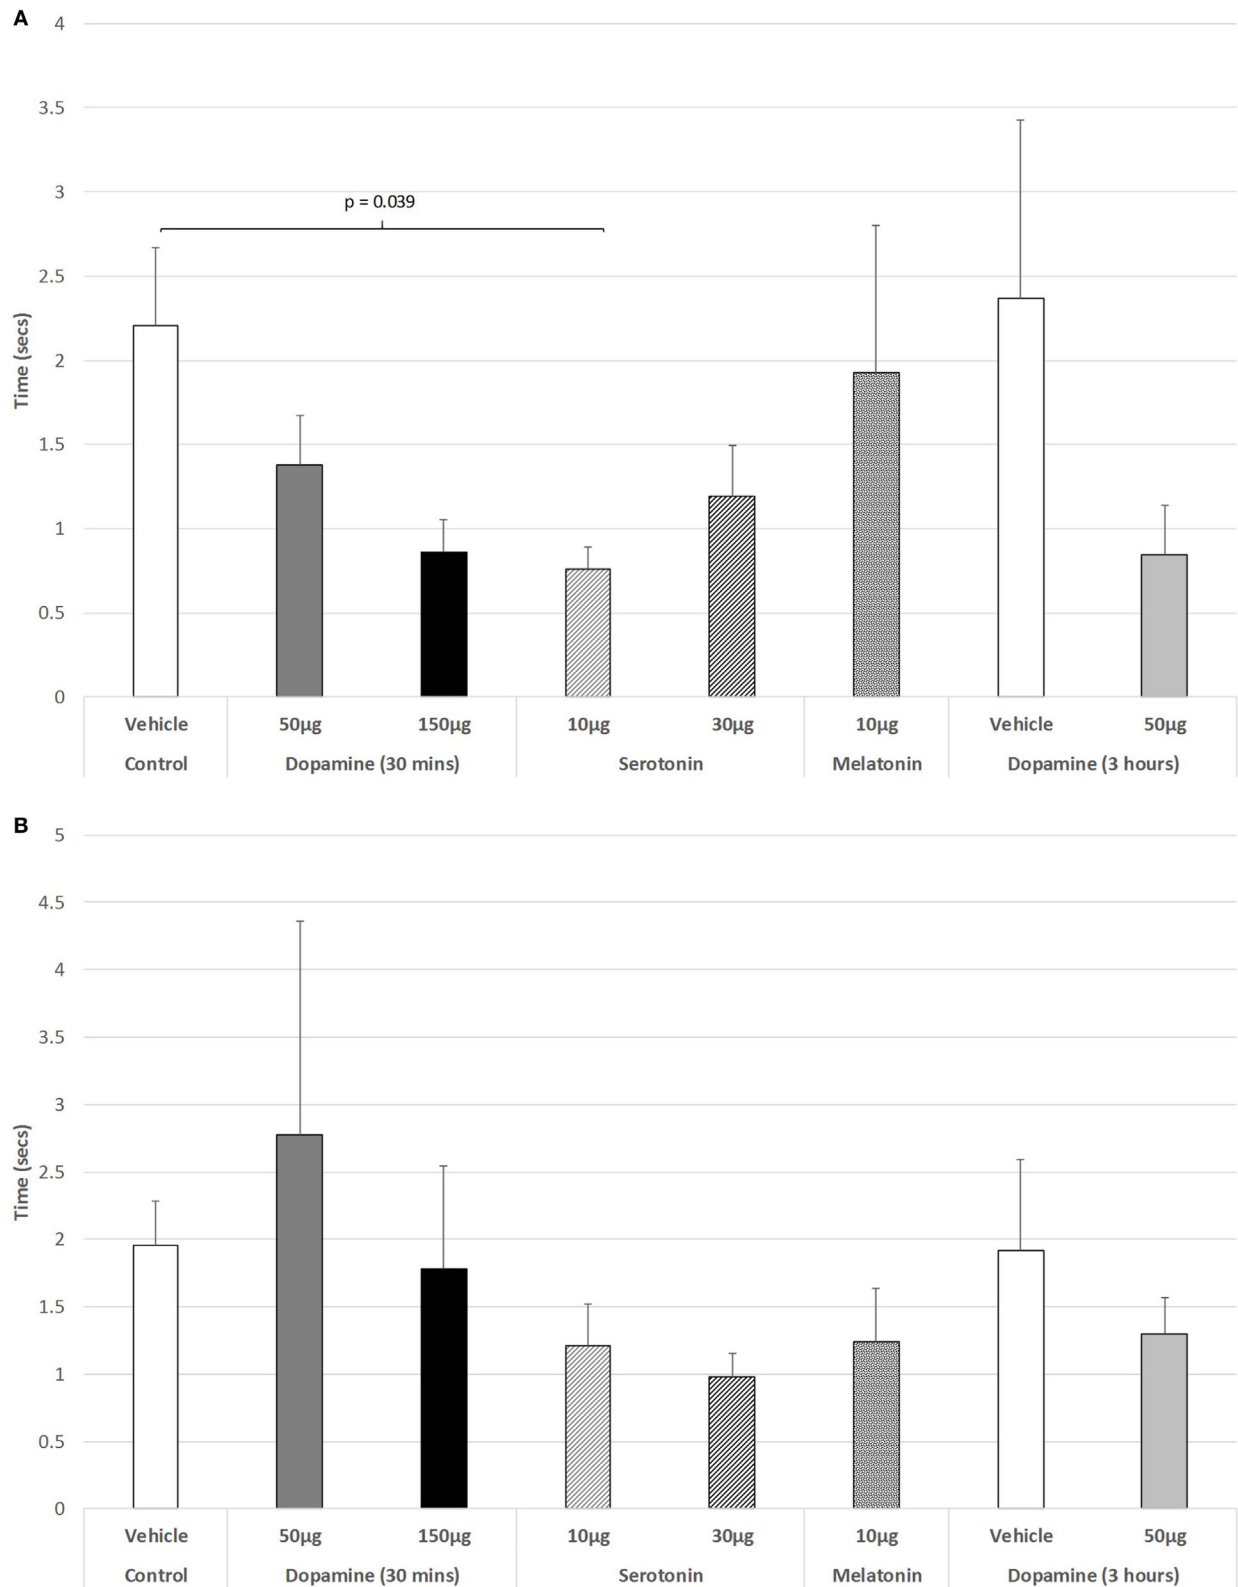 A
4
3.5
3
p = 0.039
2.5
2
1.5
1
0.5
0
Time (secs)
Vehicle 50µg 150µg 10µg 30µg 10µg Vehicle 50µg
Control Dopamine (30 mins) Serotonin Melatonin Dopamine (3 hours)
B
5
4.5
4
3.5
3
2.5
2
1.5
1
0.5
0
Time (secs)
Vehicle 50µg 150µg 10µg 30µg 10µg Vehicle 50µg
Control Dopamine (30 mins) Serotonin Melatonin Dopamine (3 hours)